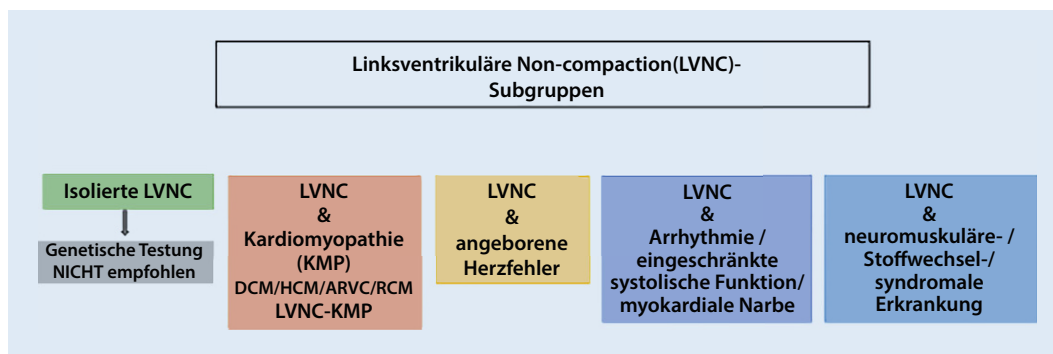 Linksventrikuläre Non-compaction(LVNC)-
Subgruppen
Isolierte LVNC
Genetische Testung
NICHT empfohlen
LVNC
&
Kardiomyopathie
(KMP)
DCM/HCM/ARVC/RCM
LVNC-KMP
LVNC
&
angeborene
Herzfehler
LVNC
&
Arrhythmie /
eingeschränkte
systolische Funktion/
myokardiale Narbe
LVNC
&
neuromuskuläre- /
Stoffwechsel-/
syndromale
Erkrankung